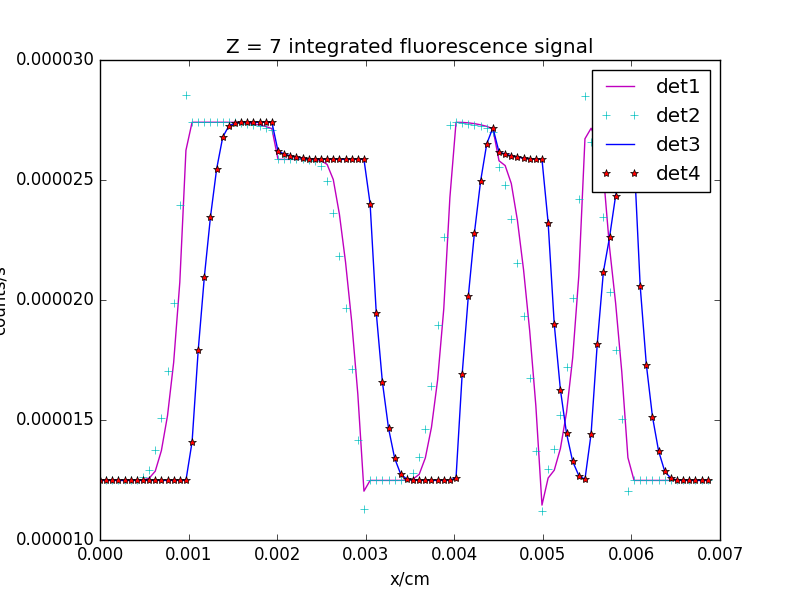 Z = 7 integrated fluorescence signal
0.000030
0.000025
0.000020
0.000015
0.000010
counts/s
det1
det2
det3
det4
0.000
0.001
0.002
0.003
0.004
0.005
0.006
0.007
x/cm